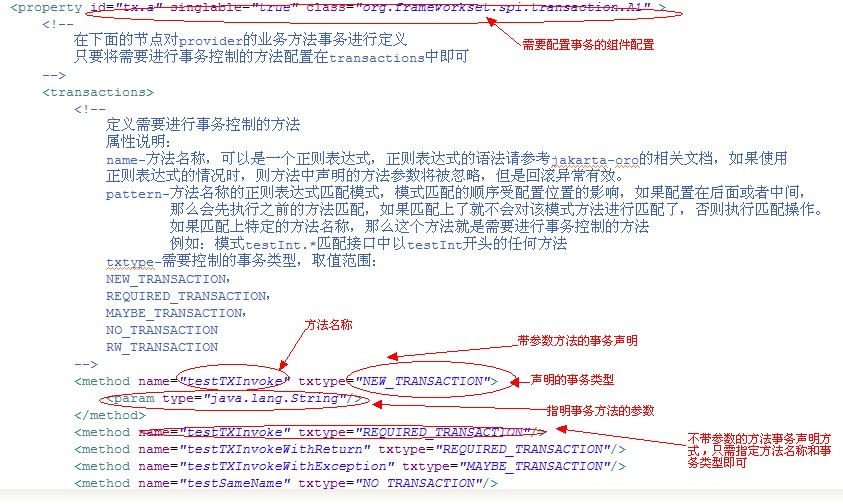 <property id="tx.a" singlable="true" class="org.frameworkset.spi.transaction.A1" >
<!--
在下面的节点对provider的业务方法事务进行定义
只要将需要进行事务控制的方法配置在transactions中即可
-->
需要配置事务的组件配置
<transactions>
<!--
定义需要进行事务控制的方法
属性说明:
name-方法名称,可以是一个正则表达式,正则表达式的语法请参考jakarta-oro的相关文档,如果使用
正则表达式的情况时,则方法中声明的方法参数将被忽略,但是回滚异常有效。
pattern-方法名称的正则表达式匹配模式,模式匹配的顺序受配置位置的影响,如果配置在后面或者中间,
那么会先执行之前的方法匹配,如果匹配上了就不会对该模式方法进行匹配了,否则执行匹配操作。
如果匹配上特定的方法名称,那么这个方法就是需要进行事务控制的方法
例如:模式testInt.*匹配接口中以testInt开头的任何方法
txtype-需要控制的事务类型,取值范围:
NEW_TRANSACTION,
REQUIRED_TRANSACTION,
MAYBE_TRANSACTION,
NO_TRANSACTION
RW_TRANSACTION
-->
方法名称
带参数方法的事务声明
<method name="testTXInvoke" txtype="NEW_TRANSACTION">
声明的事务类型
<param type="java.lang.String"/>
指明事务方法的参数
</method>
<method name="testTXInvoke" txtype="REQUIRED_TRANSACTION"/>
不带参数的方法事务声明方
式,只需指定方法名称和事
务类型即可
<method name="testTXInvokeWithReturn" txtype="REQUIRED_TRANSACTION"/>
<method name="testTXInvokeWithException" txtype="MAYBE_TRANSACTION"/>
<method name="testSameName" txtype="NO_TRANSACTION"/>